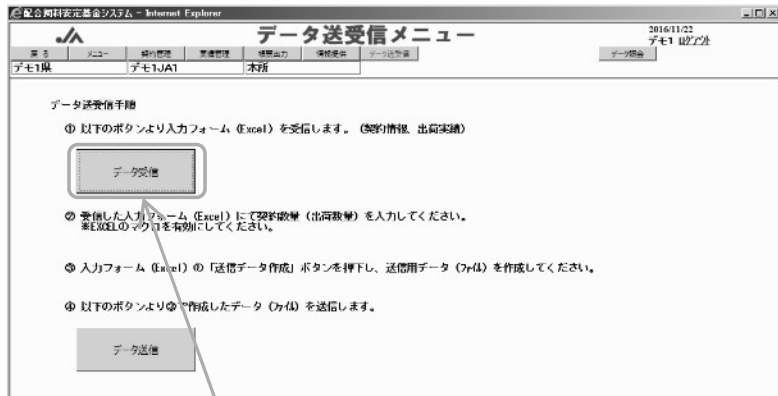 配合飼料安定基金システム - Internet Explorer
JA
データ送受信メニュー
2016/11/22
デモ1 ログアウト
戻る メニュー 契約管理 実績管理 帳票出力 情報提供 データ送受信 データ照会
デモ1県 デモ1JA1 本所
データ送受信手順
① 以下のボタンより入力フォーム(Excel)を受信します。(契約情報、出荷実績)
データ受信
② 受信した入力フォーム(Excel)にて契約数量(出荷数量)を入力してください。
※EXCELのマクロを有効にしてください。
③ 入力フォーム(Excel)の「送信データ作成」ボタンを押下し、送信用データ(ファイル)を作成してください。
④ 以下のボタンより③で作成したデータ(ファイル)を送信します。
データ送信